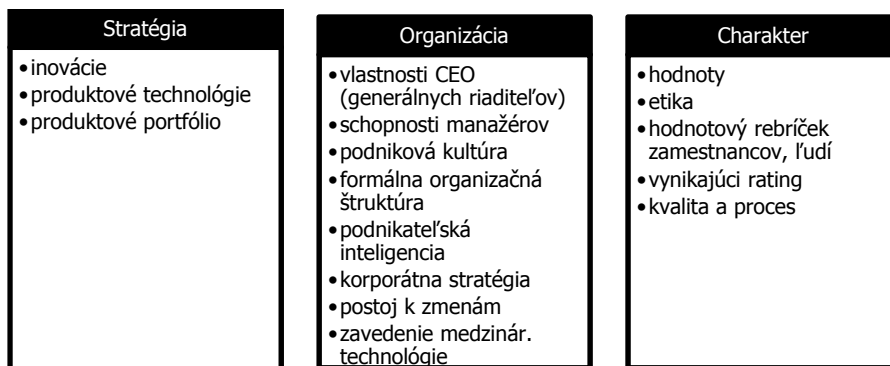 Stratégia
•inovácie
•produktové technológie
•produktové portfólio
Organizácia
•vlastnosti CEO
(generálnych riaditeľov)
•schopnosti manažérov
•podniková kultúra
•formálna organizačná
štruktúra
•podnikateľská
inteligencia
•korporátna stratégia
•postoj k zmenám
•zavedenie medzinár.
technológie
Charakter
•hodnoty
•etika
•hodnotový rebríček
zamestnancov, ľudí
•vynikajúci rating
•kvalita a proces